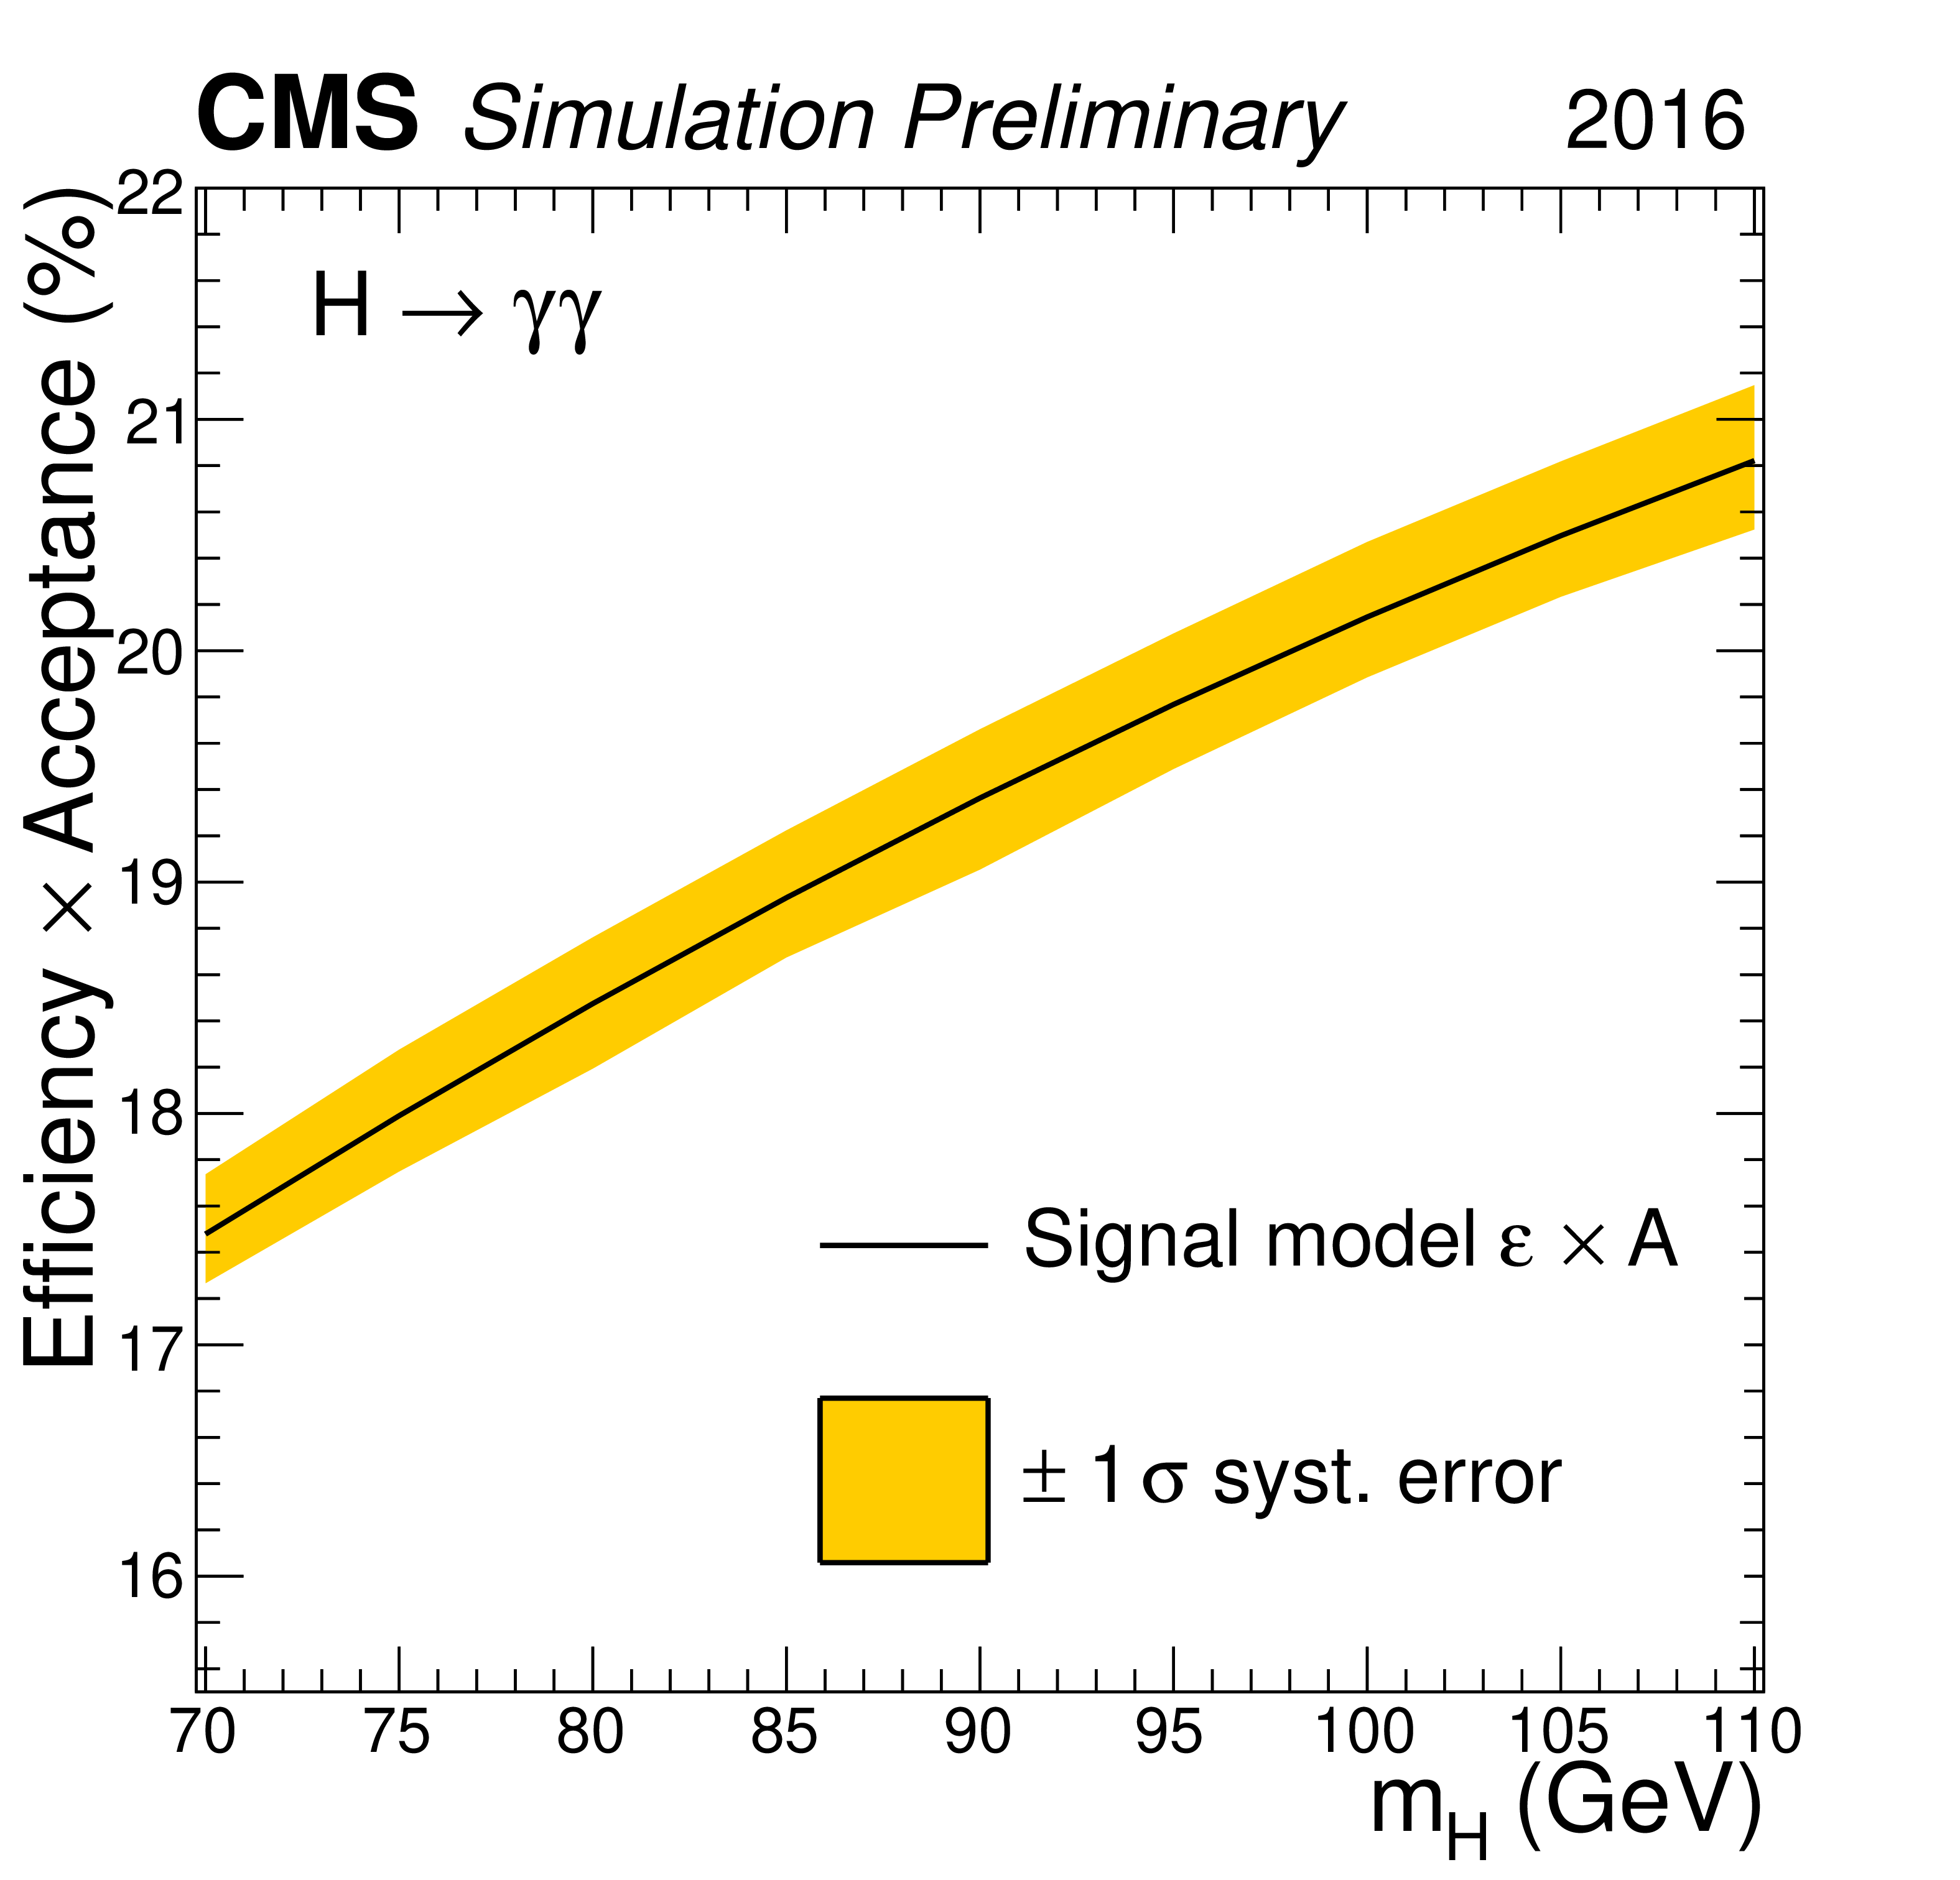 CMS Simulation Preliminary 2016
Efficiency × Acceptance (%)
22
21
20
19
18
17
16
H → γγ
Signal model ε × A
± 1 σ syst. error
70 75 80 85 90 95 100 105 110
m_H (GeV)